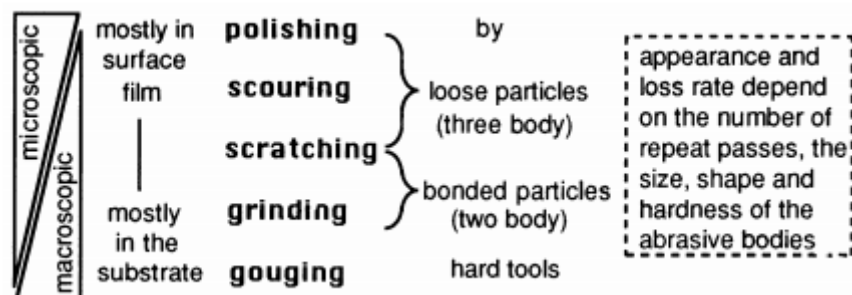 microscopic
macroscopic
mostly in
surface
film
mostly
in the
substrate
polishing
scouring
scratching
grinding
gouging
by
loose particles
(three body)
bonded particles
(two body)
hard tools
appearance and
loss rate depend
on the number of
repeat passes, the
size, shape and
hardness of the
abrasive bodies